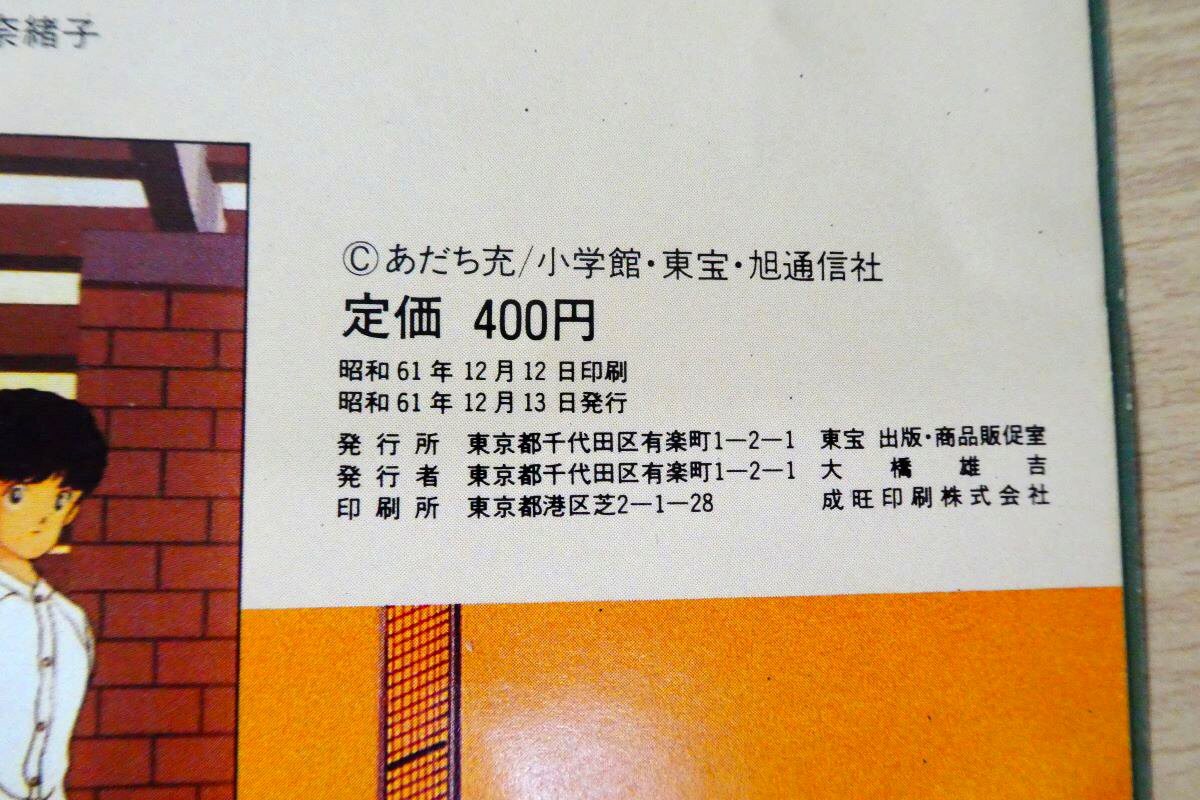 奈緒子
©あだち充/小学館・東宝・旭通信社
定価 400円
昭和61年12月12日印刷
昭和61年12月13日発行
発行所 東京都千代田区有楽町1—2—1 東宝 出版・商品販促室
発行者 東京都千代田区有楽町1—2—1 大橋雄吉
印刷所 東京都港区芝2—1—28 成旺印刷株式会社